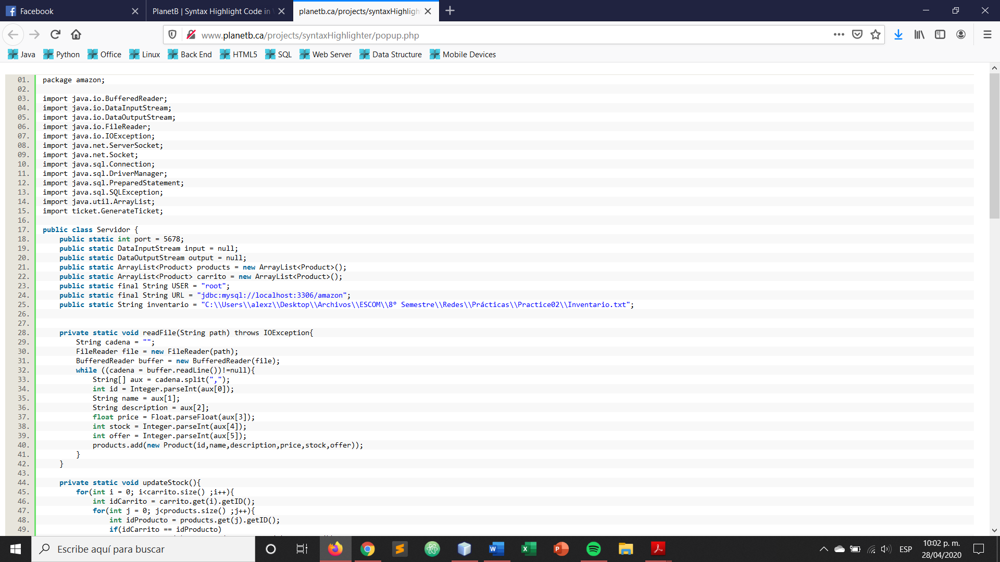 Facebook
PlanetB | Syntax Highlight Code in
planetb.ca/projects/syntaxHighligh
www.planetb.ca/projects/syntaxHighlighter/popup.php
Java Python Office Linux Back End HTML5 SQL Web Server Data Structure Mobile Devices
01. package amazon;
02.
03. import java.io.BufferedReader;
04. import java.io.DataInputStream;
05. import java.io.DataOutputStream;
06. import java.io.FileReader;
07. import java.io.IOException;
08. import java.net.ServerSocket;
09. import java.net.Socket;
10. import java.sql.Connection;
11. import java.sql.DriverManager;
12. import java.sql.PreparedStatement;
13. import java.sql.SQLException;
14. import java.util.ArrayList;
15. import ticket.GenerateTicket;
16.
17. public class Servidor {
18.     public static int port = 5678;
19.     public static DataInputStream input = null;
20.     public static DataOutputStream output = null;
21.     public static ArrayList<Product> products = new ArrayList<Product>();
22.     public static ArrayList<Product> carrito = new ArrayList<Product>();
23.     public static final String USER = "root";
24.     public static final String URL = "jdbc:mysql://localhost:3306/amazon";
25.     public static String inventario = "C:\\Users\\alexz\\Desktop\\Archivos\\ESCOM\\8º Semestre\\Redes\\Prácticas\\Practice02\\Inventario.txt";
26.
27.
28.     private static void readFile(String path) throws IOException{
29.         String cadena = "";
30.         FileReader file = new FileReader(path);
31.         BufferedReader buffer = new BufferedReader(file);
32.         while ((cadena = buffer.readLine())!=null){
33.             String[] aux = cadena.split(",");
34.             int id = Integer.parseInt(aux[0]);
35.             String name = aux[1];
36.             String description = aux[2];
37.             float price = Float.parseFloat(aux[3]);
38.             int stock = Integer.parseInt(aux[4]);
39.             int offer = Integer.parseInt(aux[5]);
40.             products.add(new Product(id,name,description,price,stock,offer));
41.         }
42.     }
43.
44.     private static void updateStock(){
45.         for(int i = 0; i<carrito.size() ;i++){
46.             int idCarrito = carrito.get(i).getID();
47.             for(int j = 0; j<products.size() ;j++){
48.                 int idProducto = products.get(j).getID();
49.                 if(idCarrito == idProducto)
Escribe aquí para buscar
ESP
10:02 p. m.
28/04/2020